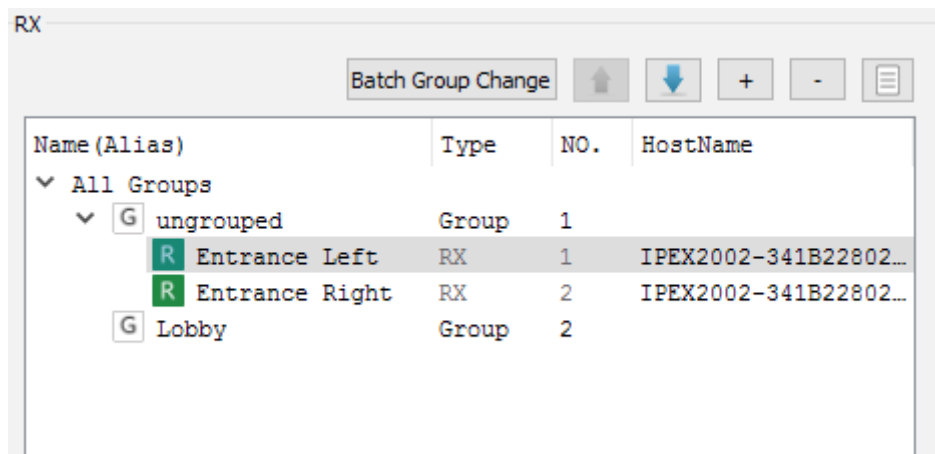 RX
Batch Group Change + -
Name(Alias) Type NO. HostName
All Groups
G ungrouped Group 1
R Entrance Left RX 1 IPEX2002-341B22802…
R Entrance Right RX 2 IPEX2002-341B22802…
G Lobby Group 2